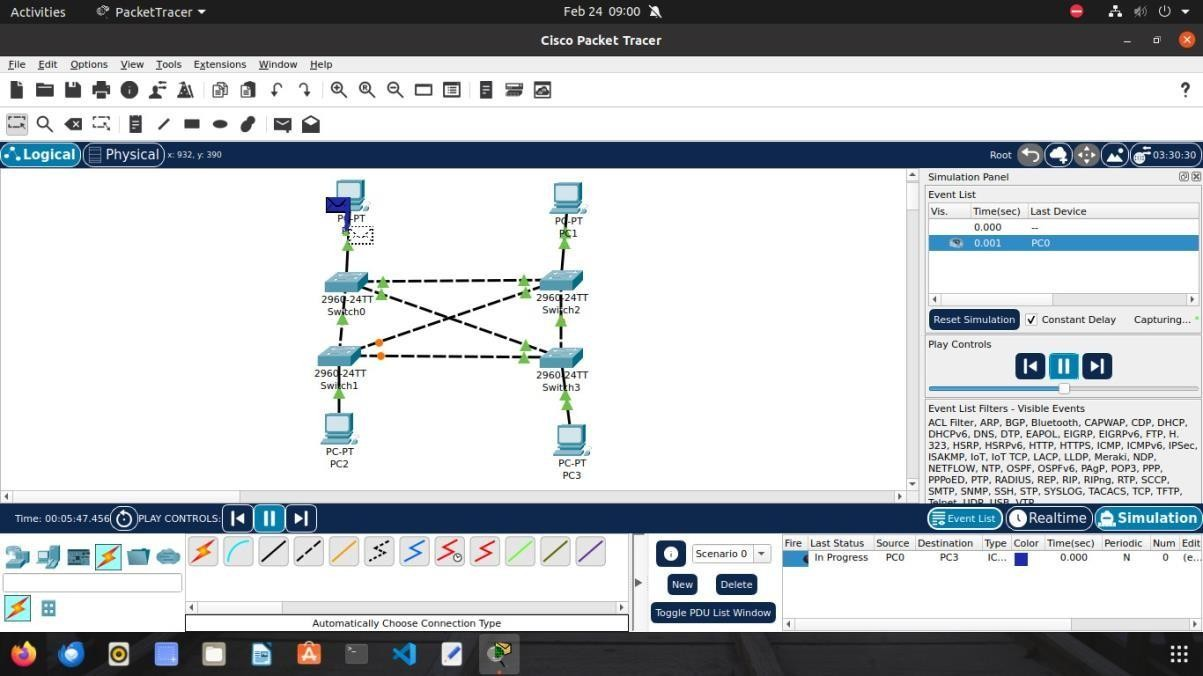 Activities PacketTracer Feb 24 09:00
Cisco Packet Tracer
File Edit Options View Tools Extensions Window Help
Logical Physical x: 932, y: 390 Root 03:30:30
Simulation Panel
Event List
Vis. Time(sec) Last Device
0.000 --
0.001 PC0
Reset Simulation Constant Delay Capturing...
Play Controls
Event List Filters - Visible Events
ACL Filter, ARP, BGP, Bluetooth, CAPWAP, CDP, DHCP,
DHCPv6, DNS, DTP, EAPOL, EIGRP, EIGRPv6, FTP, H.
323, HSRP, HSRPv6, HTTP, HTTPS, ICMP, ICMPv6, IPSec,
ISAKMP, IoT, IoT TCP, LACP, LLDP, Meraki, NDP,
NETFLOW, NTP, OSPF, OSPFv6, PAgP, POP3, PPP,
PPPoED, PTP, RADIUS, REP, RIP, RIPng, RTP, SCCP,
SMTP, SNMP, SSH, STP, SYSLOG, TACACS, TCP, TFTP,
Telnet, UDP, USB, VTP
PC-PT
PC1
2960-24TT
Switch0
2960-24TT
Switch2
2960-24TT
Switch1
2960-24TT
Switch3
PC-PT
PC2
PC-PT
PC3
Time: 00:05:47.456 PLAY CONTROLS:
Event List Realtime Simulation
Scenario 0
New Delete
Toggle PDU List Window
Fire Last Status Source Destination Type Color Time(sec) Periodic Num Edit
In Progress PC0 PC3 IC... 0.000 N 0 (e...
Automatically Choose Connection Type